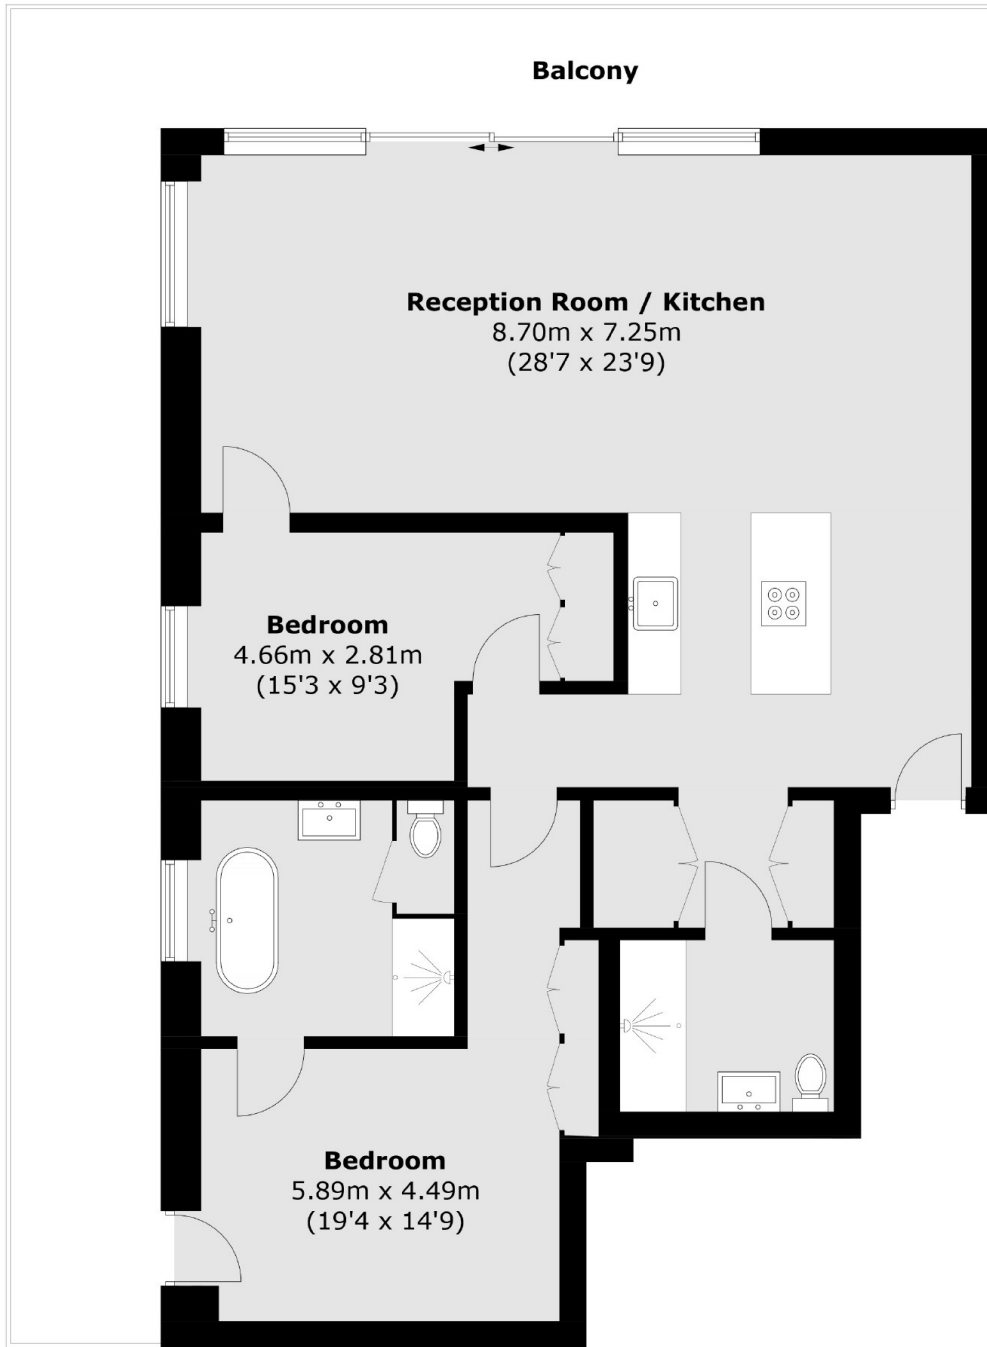 Balcony
Reception Room / Kitchen
8.70m x 7.25m
(28'7 x 23'9)
Bedroom
4.66m x 2.81m
(15'3 x 9'3)
Bedroom
5.89m x 4.49m
(19'4 x 14'9)